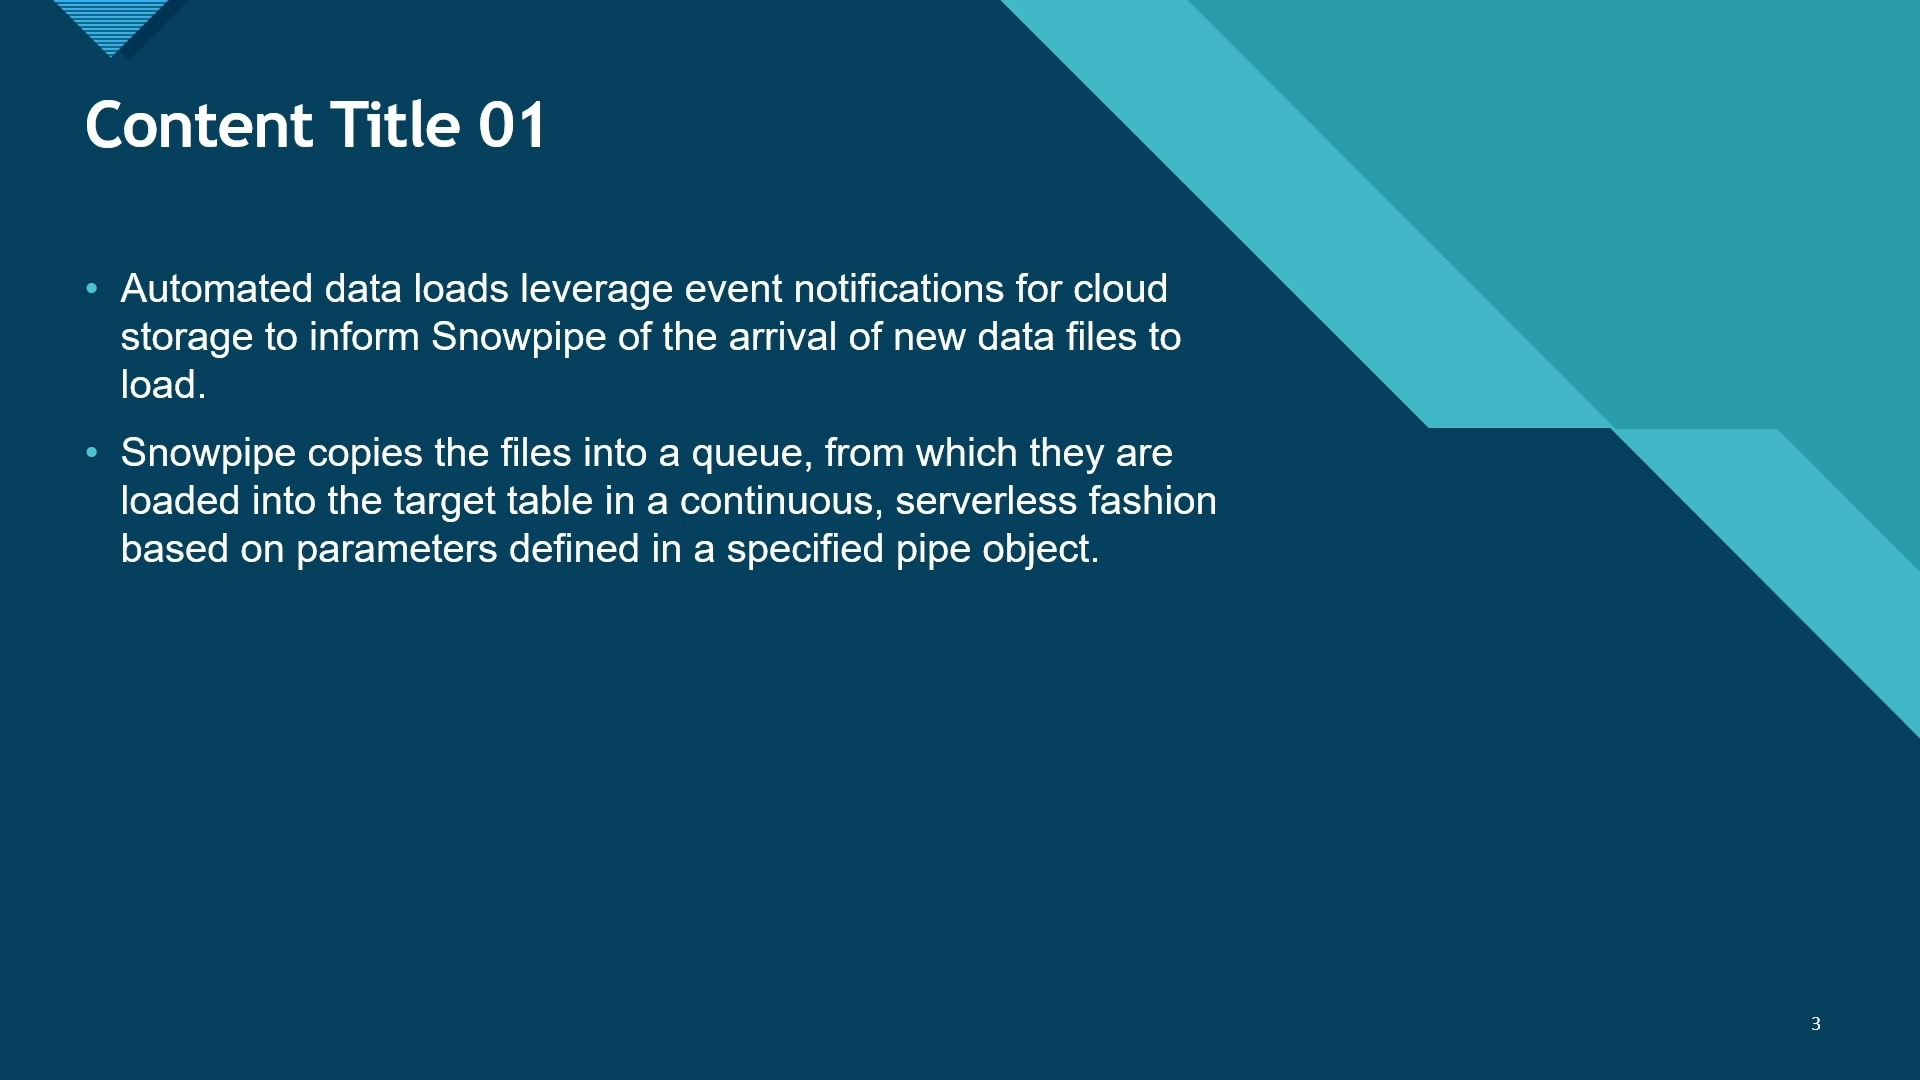 Content Title 01
• Automated data loads leverage event notifications for cloud
storage to inform Snowpipe of the arrival of new data files to
load.
• Snowpipe copies the files into a queue, from which they are
loaded into the target table in a continuous, serverless fashion
based on parameters defined in a specified pipe object.
3